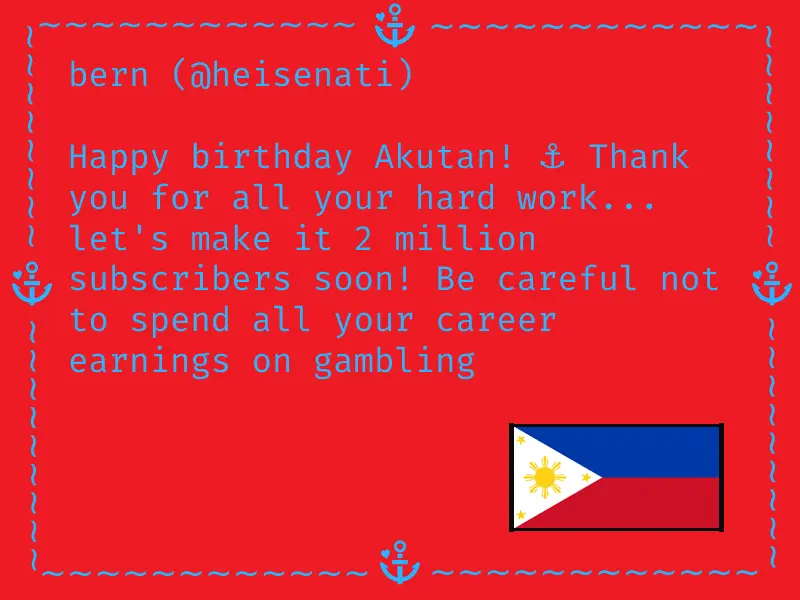 bern (@heisenati)
Happy birthday Akutan! ⚓ Thank
you for all your hard work...
let's make it 2 million
subscribers soon! Be careful not
to spend all your career
earnings on gambling